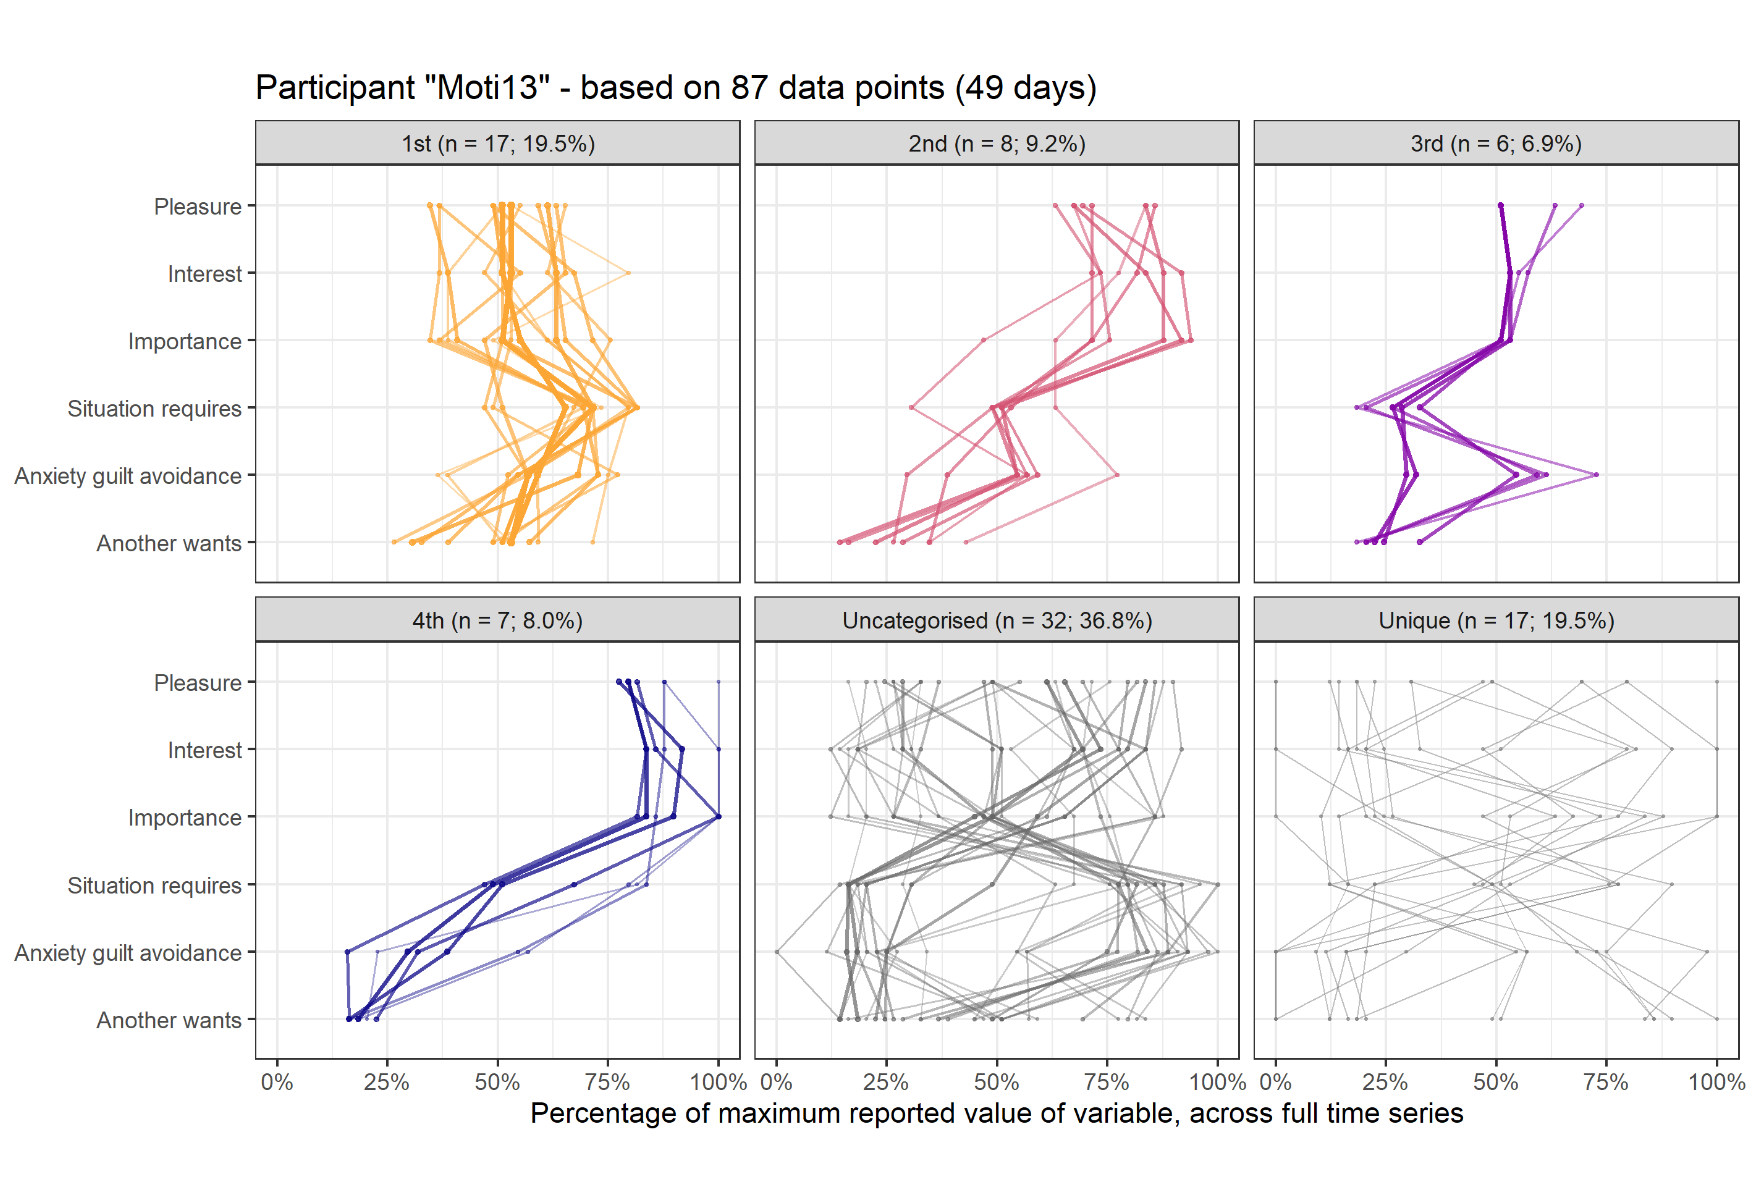 Participant "Moti13" - based on 87 data points (49 days)
1st (n = 17; 19.5%)
2nd (n = 8; 9.2%)
3rd (n = 6; 6.9%)
Pleasure
Interest
Importance
Situation requires
Anxiety guilt avoidance
Another wants
4th (n = 7; 8.0%)
Uncategorised (n = 32; 36.8%)
Unique (n = 17; 19.5%)
Pleasure
Interest
Importance
Situation requires
Anxiety guilt avoidance
Another wants
0% 25% 50% 75% 100% 0% 25% 50% 75% 100% 0% 25% 50% 75% 100%
Percentage of maximum reported value of variable, across full time series